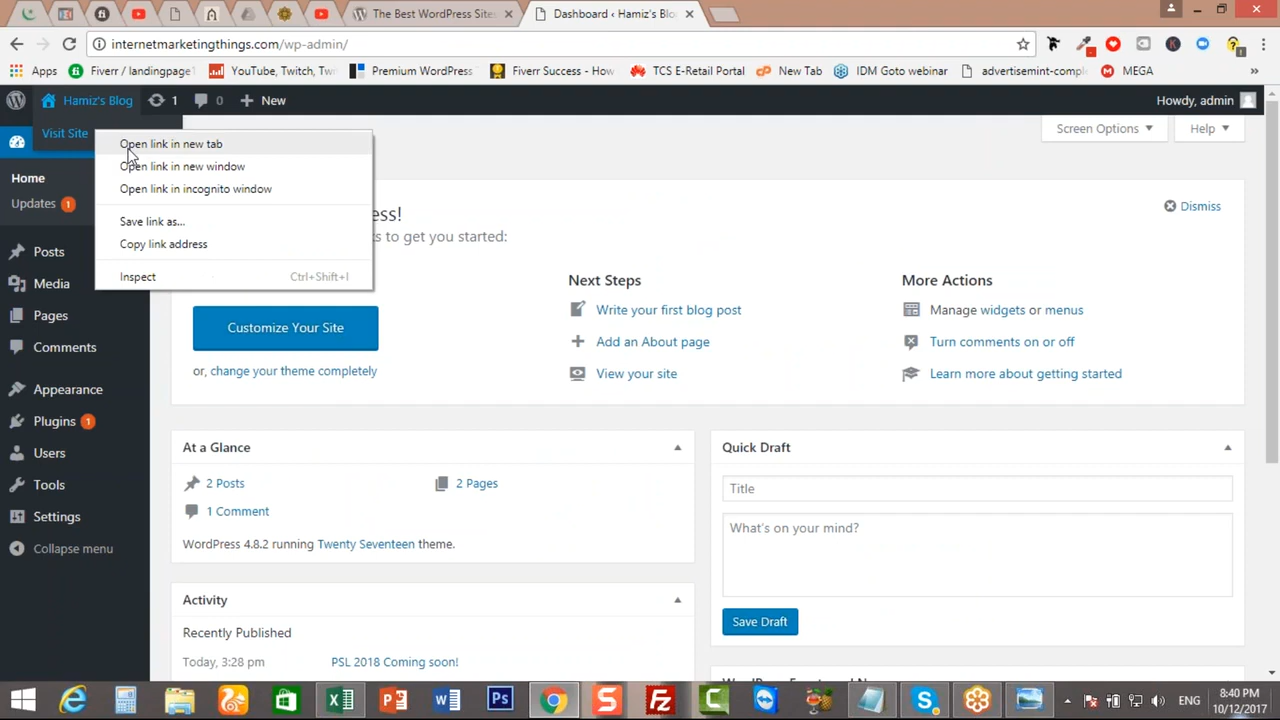 The Best WordPress Sites
Dashboard ‹ Hamiz's Blo
internetmarketingthings.com/wp-admin/
Apps
Fiverr / landingpage
YouTube, Twitch, Twi
Premium WordPress
Fiverr Success - How
TCS E-Retail Portal
New Tab
IDM Goto webinar
advertisemint-comple
MEGA
»
Hamiz's Blog
1
0
New
Howdy, admin
Visit Site
Open link in new tab
Open link in new window
Open link in incognito window
Save link as...
Copy link address
Inspect
Ctrl+Shift+I
Screen Options
Help
Home
Updates 1
Posts
Media
Pages
Comments
Appearance
Plugins 1
Users
Tools
Settings
Collapse menu
ess!
ks to get you started:
Dismiss
Customize Your Site
or, change your theme completely
Next Steps
Write your first blog post
Add an About page
View your site
More Actions
Manage widgets or menus
Turn comments on or off
Learn more about getting started
At a Glance
2 Posts
2 Pages
1 Comment
WordPress 4.8.2 running Twenty Seventeen theme.
Activity
Recently Published
Today, 3:28 pm
PSL 2018 Coming soon!
Quick Draft
Title
What's on your mind?
Save Draft
ENG
8:40 PM
10/12/2017